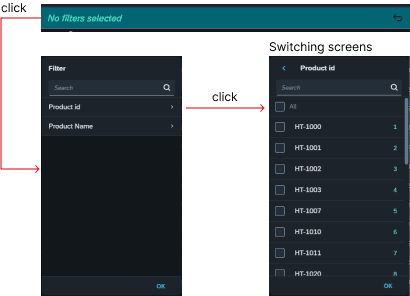 click
No filters selected
Switching screens
Filter
Search
Product id
Product Name
OK
click
Product id
Search
All
HT-1000 1
HT-1001 2
HT-1002 3
HT-1003 4
HT-1007 5
HT-1010 6
HT-1011 7
HT-1020 8
OK